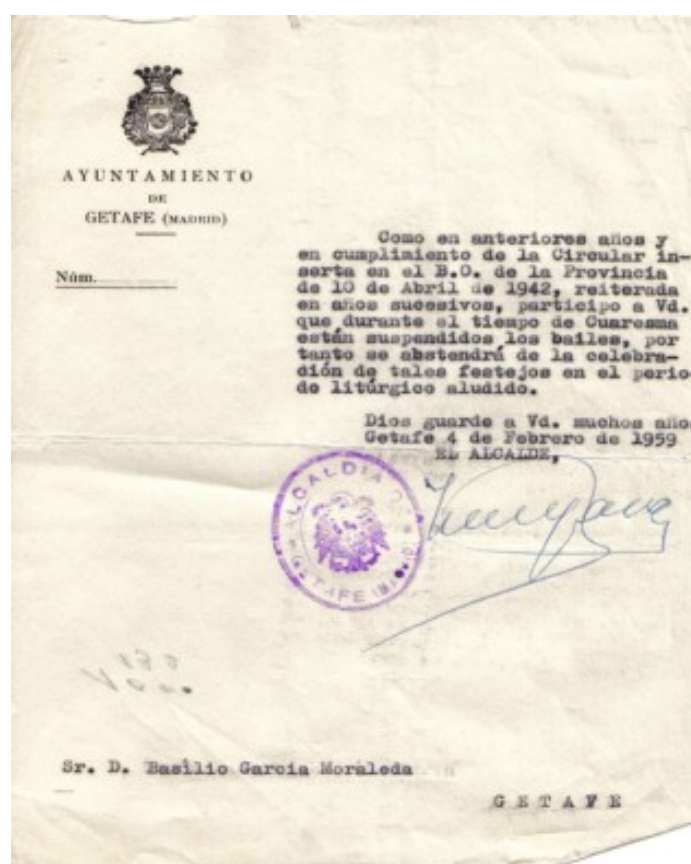 AYUNTAMIENTO
DE
GETAFE (MADRID)
Núm.
Como en anteriores años y
en cumplimiento de la Circular in-
serta en el B.O. de la Provincia
de 10 de Abril de 1942, reiterada
en años sucesivos, participo a Vd.
que durante el tiempo de Cuaresma
están suspendidos los bailes, por
tanto se abstendrá de la celebra-
ción de tales festejos en el perio-
do litúrgico aludido.
Dios guarde a Vd. muchos años
Getafe 4 de Febrero de 1959
EL ALCALDE,
ALCALDIA DE
GETAFE (MADRID)
Sr. D. Basilio Garcia Moraleda
GETAFE